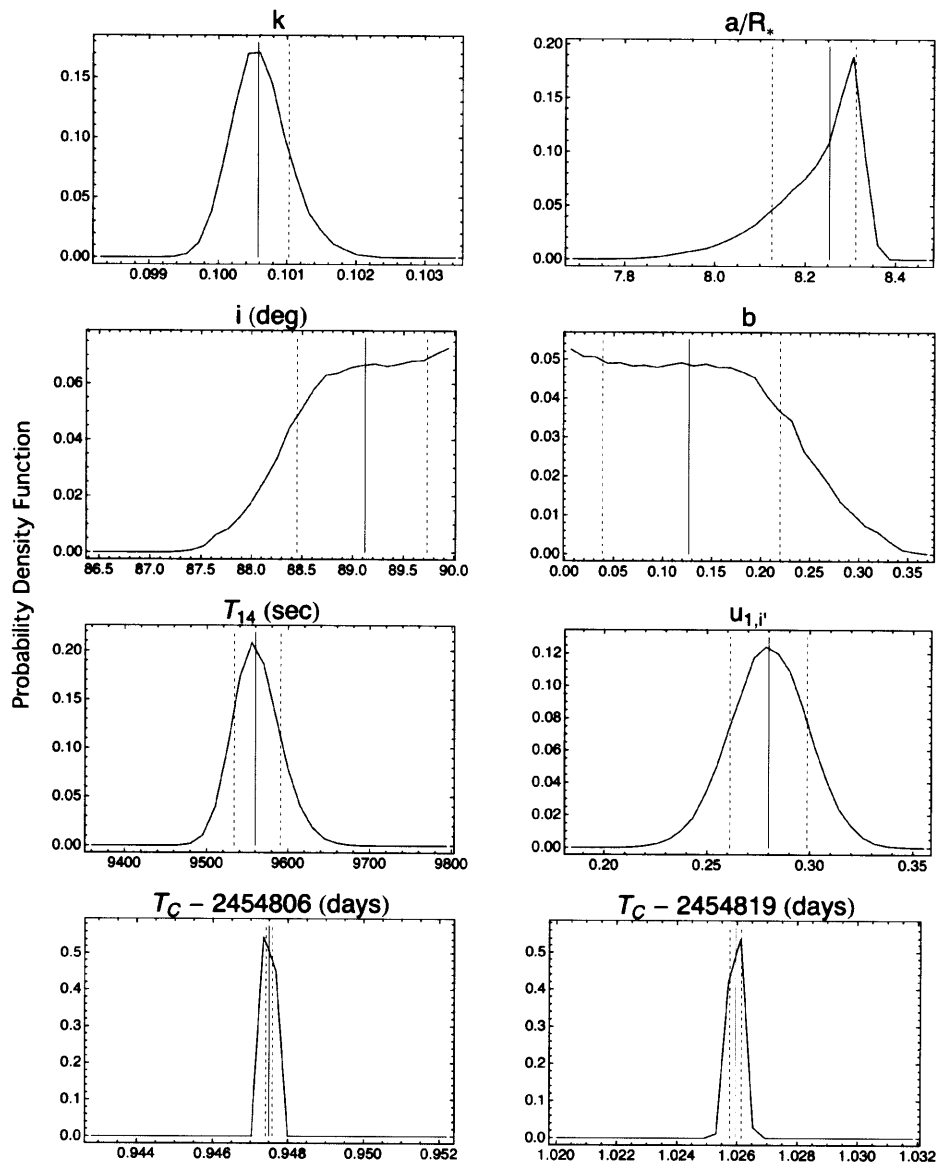 k
0.15
0.10
0.05
0.00
0.099 0.100 0.101 0.102 0.103
a/R*
0.20
0.15
0.10
0.05
0.00
7.8 8.0 8.2 8.4
i (deg)
0.06
0.04
0.02
0.00
86.5 87.0 87.5 88.0 88.5 89.0 89.5 90.0
b
0.05
0.04
0.03
0.02
0.01
0.00
0.00 0.05 0.10 0.15 0.20 0.25 0.30 0.35
Probability Density Function
T14 (sec)
0.20
0.15
0.10
0.05
0.00
9400 9500 9600 9700 9800
u1,i'
0.12
0.08
0.04
0.00
0.20 0.25 0.30 0.35
TC − 2454806 (days)
0.5
0.4
0.3
0.2
0.1
0.0
0.944 0.946 0.948 0.950 0.952
TC − 2454819 (days)
0.5
0.4
0.3
0.2
0.1
0.0
1.020 1.022 1.024 1.026 1.028 1.030 1.032